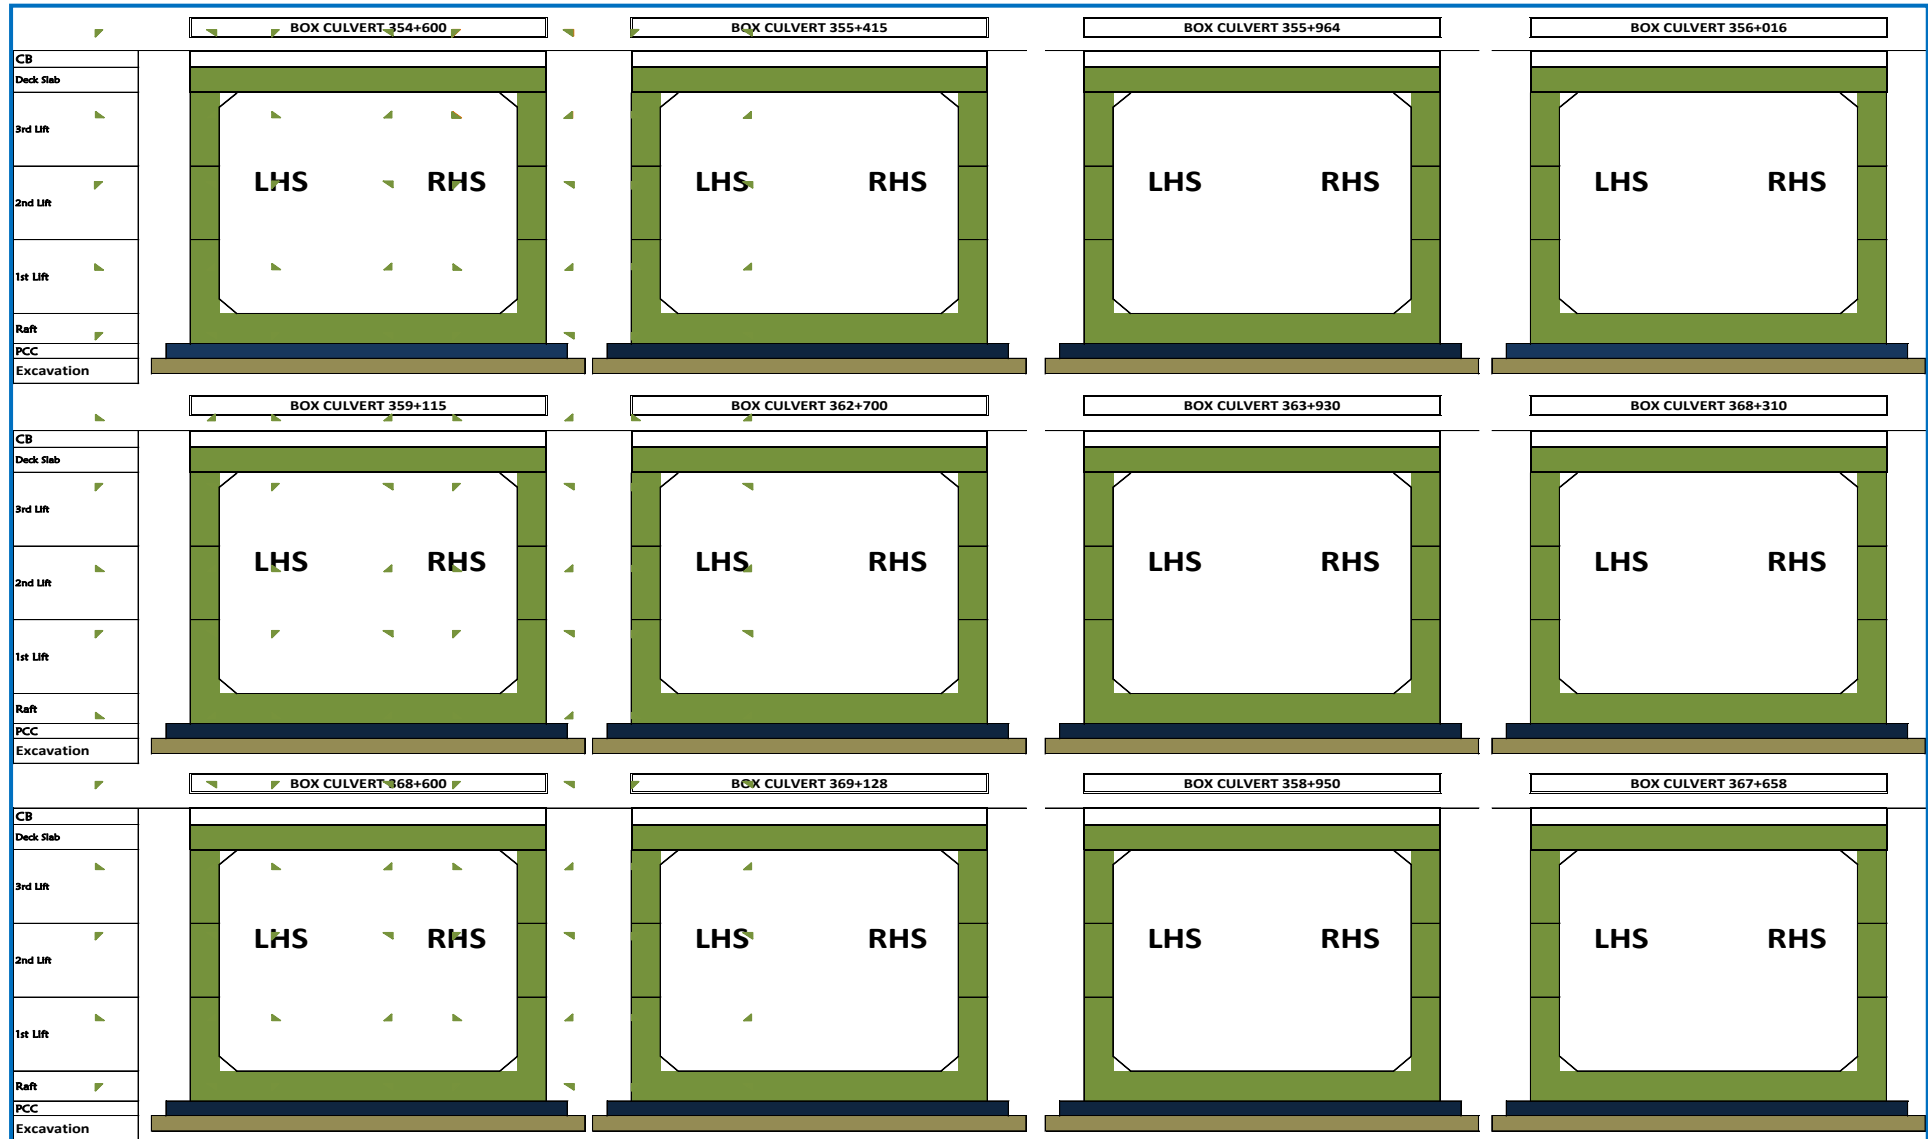 BOX CULVERT 354+600 BOX CULVERT 355+415 BOX CULVERT 355+964 BOX CULVERT 356+016
CB
Deck Slab
3rd Lift
LHS RHS LHS RHS LHS RHS LHS RHS
2nd Lift
1st Lift
Raft
PCC
Excavation
BOX CULVERT 359+115 BOX CULVERT 362+700 BOX CULVERT 363+930 BOX CULVERT 368+310
CB
Deck Slab
3rd Lift
LHS RHS LHS RHS LHS RHS LHS RHS
2nd Lift
1st Lift
Raft
PCC
Excavation
BOX CULVERT 368+600 BOX CULVERT 369+128 BOX CULVERT 358+950 BOX CULVERT 367+658
CB
Deck Slab
3rd Lift
LHS RHS LHS RHS LHS RHS LHS RHS
2nd Lift
1st Lift
Raft
PCC
Excavation